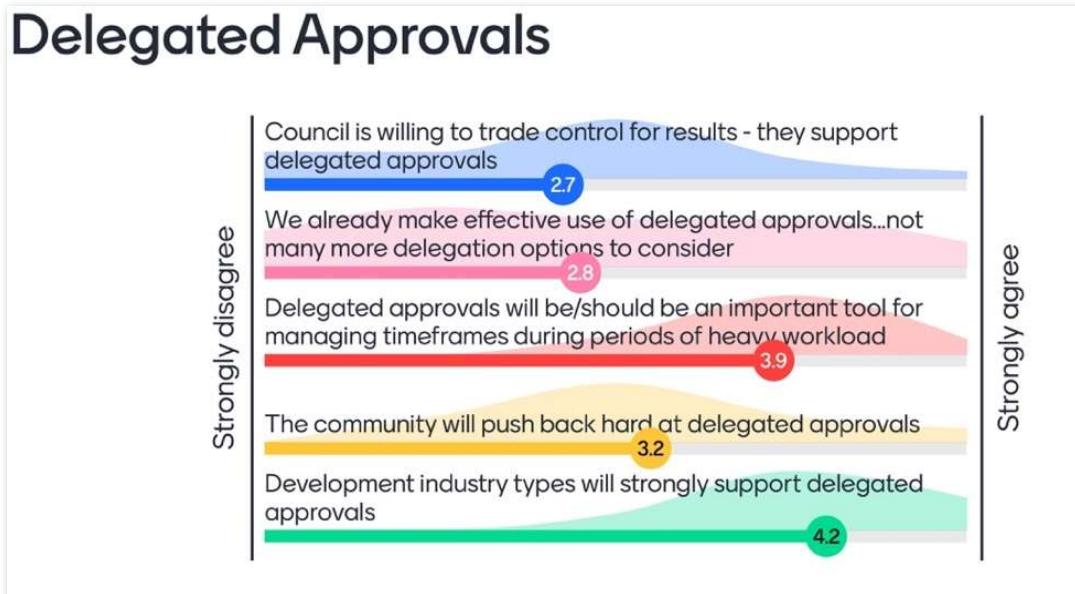 Delegated Approvals
Council is willing to trade control for results - they support
delegated approvals
2.7
We already make effective use of delegated approvals...not
many more delegation options to consider
2.8
Delegated approvals will be/should be an important tool for
managing timeframes during periods of heavy workload
3.9
The community will push back hard at delegated approvals
3.2
Development industry types will strongly support delegated
approvals
4.2
Strongly disagree
Strongly agree